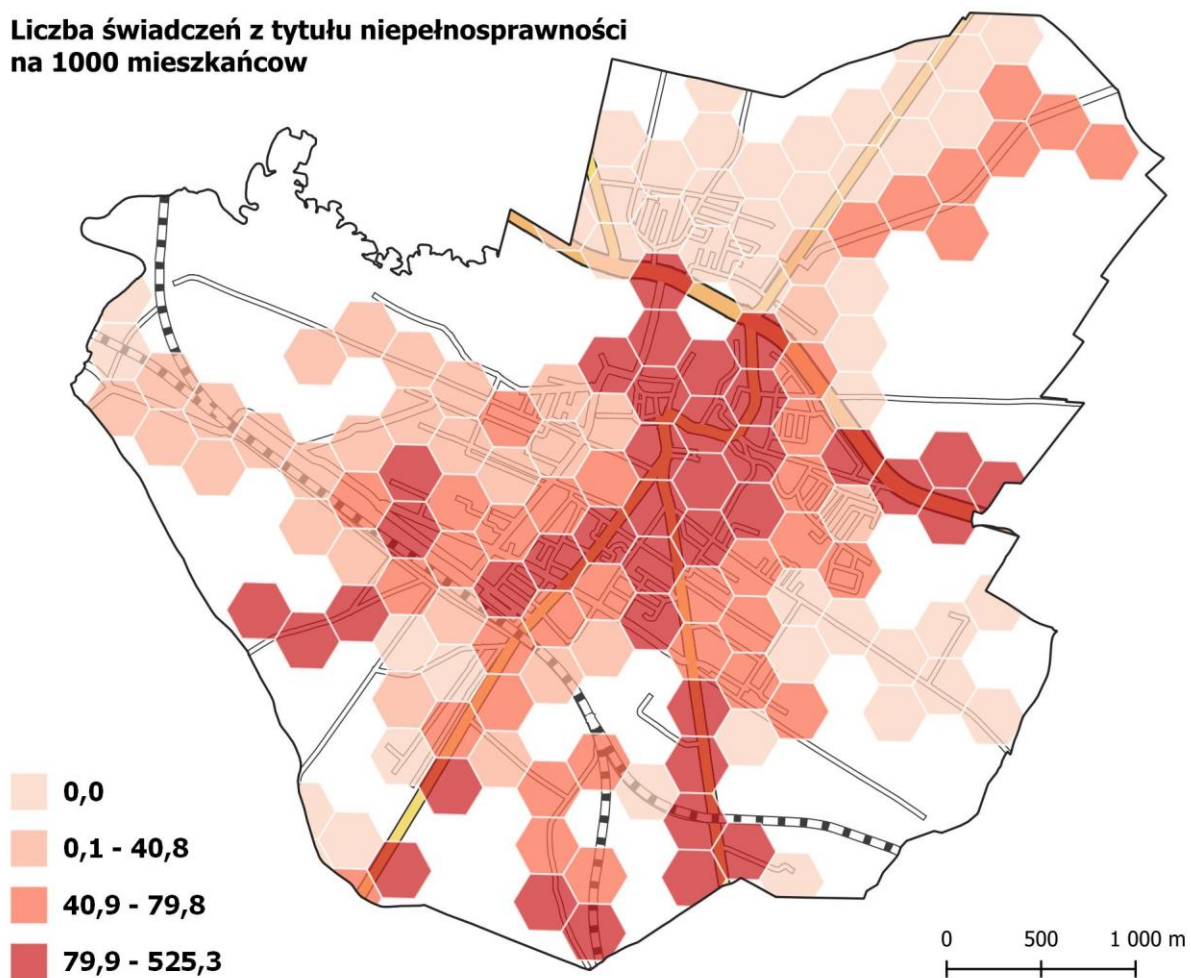 Liczba świadczeń z tytułu niepełnosprawności
na 1000 mieszkańcow
0,0
0,1 - 40,8
40,9 - 79,8
79,9 - 525,3
0 500 1 000 m